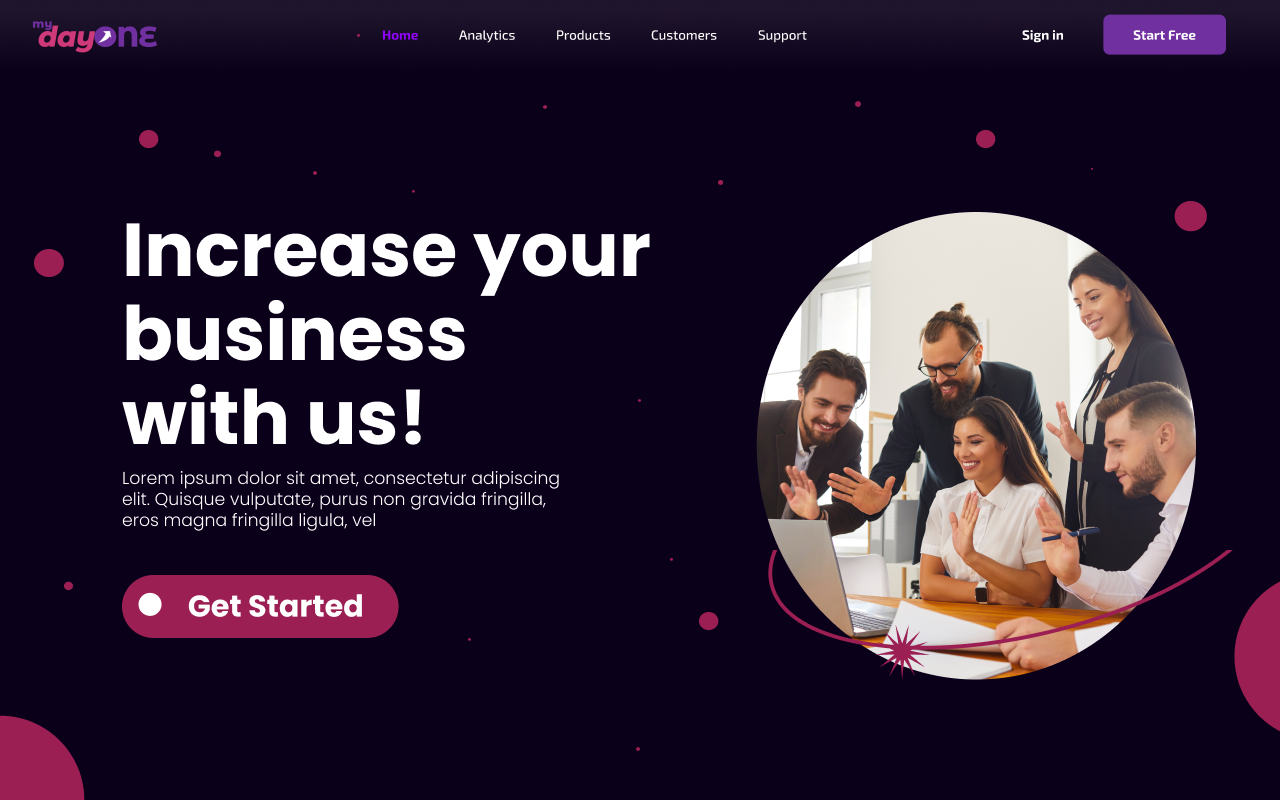 my
dayONE
Home Analytics Products Customers Support Sign in Start Free
Increase your
business
with us!
Lorem ipsum dolor sit amet, consectetur adipiscing
elit. Quisque vulputate, purus non gravida fringilla,
eros magna fringilla ligula, vel
Get Started